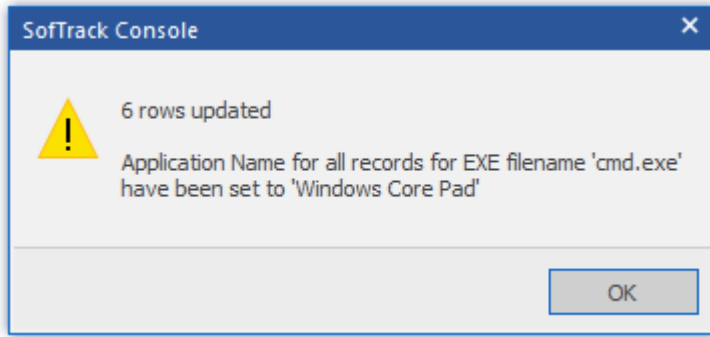 SofTrack Console
6 rows updated
Application Name for all records for EXE filename 'cmd.exe'
have been set to 'Windows Core Pad'
OK